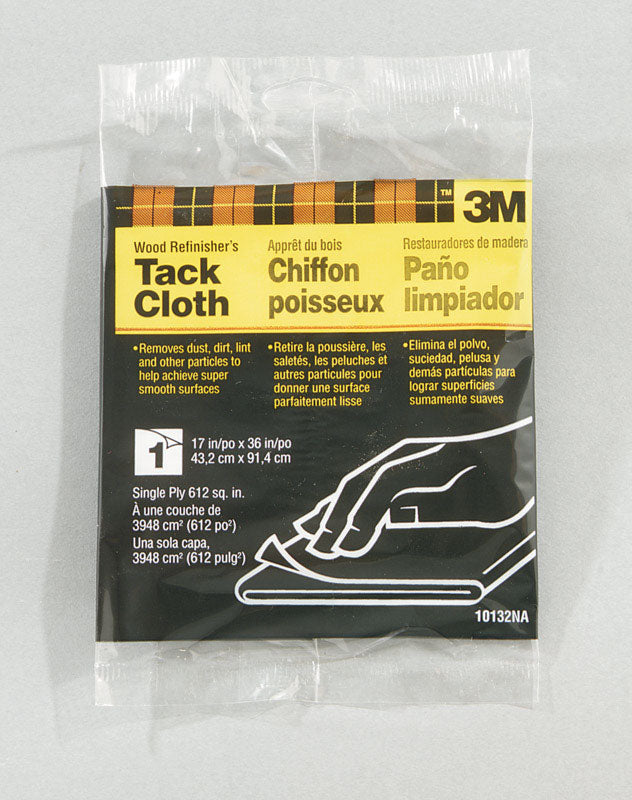 ™ 3M
Wood Refinisher's
Tack
Cloth
Apprêt du bois
Chiffon
poisseux
Restauradores de madera
Paño
limpiador
•Removes dust, dirt, lint
and other particles to
help achieve super
smooth surfaces
•Retire la poussière, les
saletés, les peluches et
autres particules pour
donner une surface
parfaitement lisse
•Elimina el polvo,
suciedad, pelusa y
demás partículas para
lograr superficies
sumamente suaves
1
17 in/po x 36 in/po
43,2 cm x 91,4 cm
Single Ply 612 sq. in.
À une couche de
3948 cm² (612 po²)
Una sola capa,
3948 cm² (612 pulg²)
10132NA